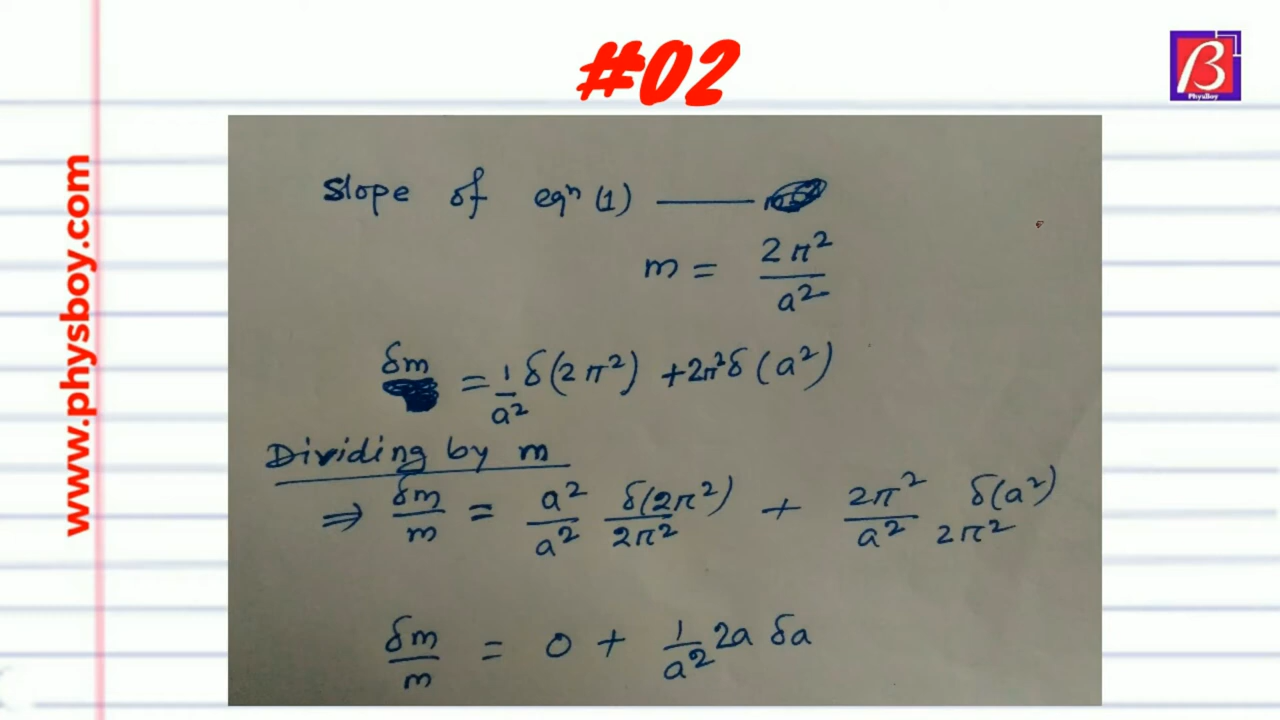 #02
β
PhysBoy
www.physboy.com
Slope of eqⁿ (1) ———
m = 2π² / a²
δm = 1/a² δ(2π²) + 2π² δ(a²)
Dividing by m
⇒ δm/m = a²/a² δ(2π²)/2π² + 2π²/a² δ(a²)/2π²
δm/m = 0 + 1/a² 2a δa